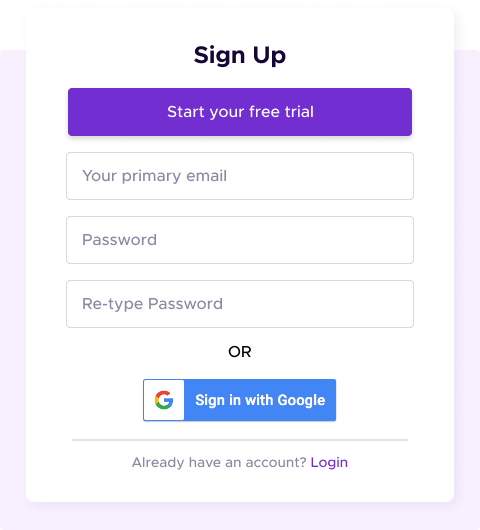 Sign Up
Start your free trial
Your primary email
Password
Re-type Password
OR
Sign in with Google
Already have an account? Login